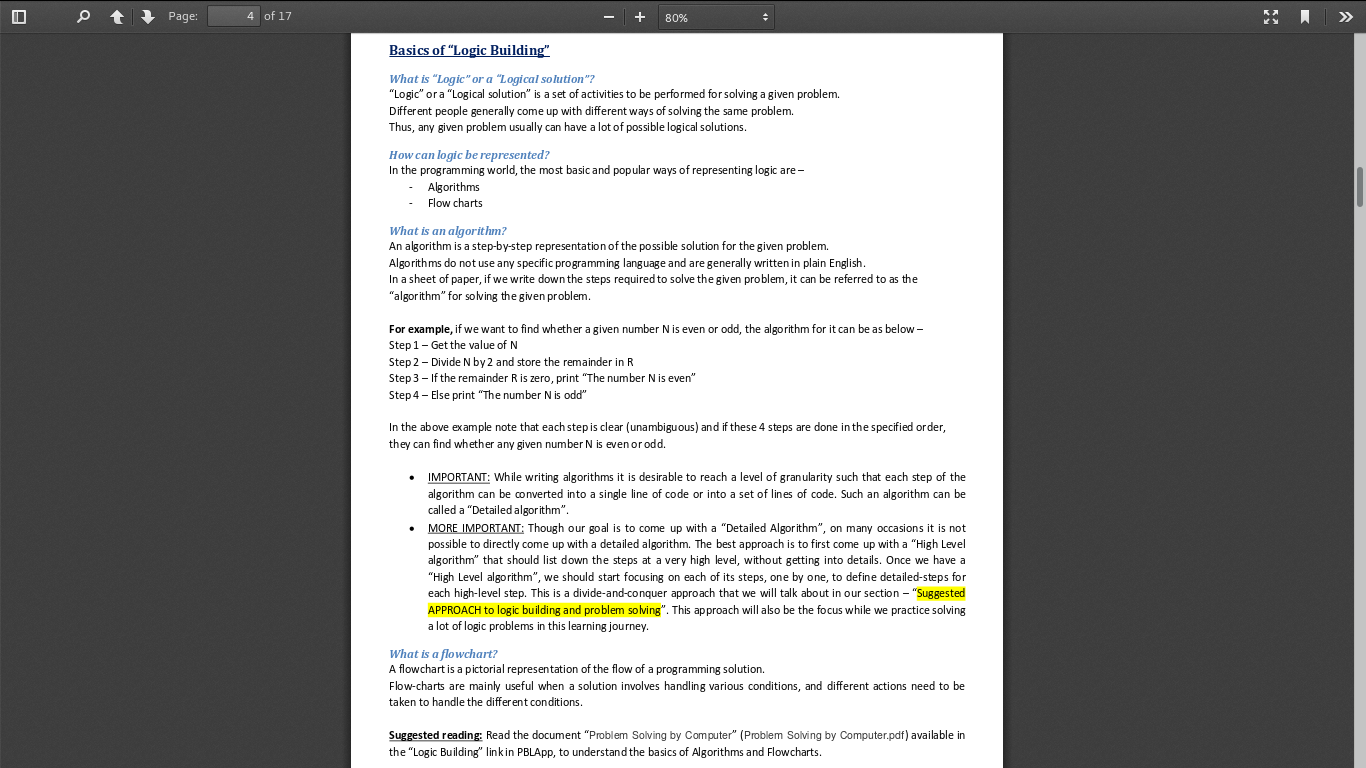 Page: 4 of 17 80%
Basics of “Logic Building”
What is “Logic” or a “Logical solution”?
“Logic” or a “Logical solution” is a set of activities to be performed for solving a given problem.
Different people generally come up with different ways of solving the same problem.
Thus, any given problem usually can have a lot of possible logical solutions.
How can logic be represented?
In the programming world, the most basic and popular ways of representing logic are –
- Algorithms
- Flow charts
What is an algorithm?
An algorithm is a step-by-step representation of the possible solution for the given problem.
Algorithms do not use any specific programming language and are generally written in plain English.
In a sheet of paper, if we write down the steps required to solve the given problem, it can be referred to as the
“algorithm” for solving the given problem.
For example, if we want to find whether a given number N is even or odd, the algorithm for it can be as below –
Step 1 – Get the value of N
Step 2 – Divide N by 2 and store the remainder in R
Step 3 – If the remainder R is zero, print “The number N is even”
Step 4 – Else print “The number N is odd”
In the above example note that each step is clear (unambiguous) and if these 4 steps are done in the specified order,
they can find whether any given number N is even or odd.
• IMPORTANT: While writing algorithms it is desirable to reach a level of granularity such that each step of the
algorithm can be converted into a single line of code or into a set of lines of code. Such an algorithm can be
called a “Detailed algorithm”.
• MORE IMPORTANT: Though our goal is to come up with a “Detailed Algorithm”, on many occasions it is not
possible to directly come up with a detailed algorithm. The best approach is to first come up with a “High Level
algorithm” that should list down the steps at a very high level, without getting into details. Once we have a
“High Level algorithm”, we should start focusing on each of its steps, one by one, to define detailed-steps for
each high-level step. This is a divide-and-conquer approach that we will talk about in our section – “Suggested
APPROACH to logic building and problem solving”. This approach will also be the focus while we practice solving
a lot of logic problems in this learning journey.
What is a flowchart?
A flowchart is a pictorial representation of the flow of a programming solution.
Flow-charts are mainly useful when a solution involves handling various conditions, and different actions need to be
taken to handle the different conditions.
Suggested reading: Read the document “Problem Solving by Computer” (Problem Solving by Computer.pdf) available in
the “Logic Building” link in PBLApp, to understand the basics of Algorithms and Flowcharts.